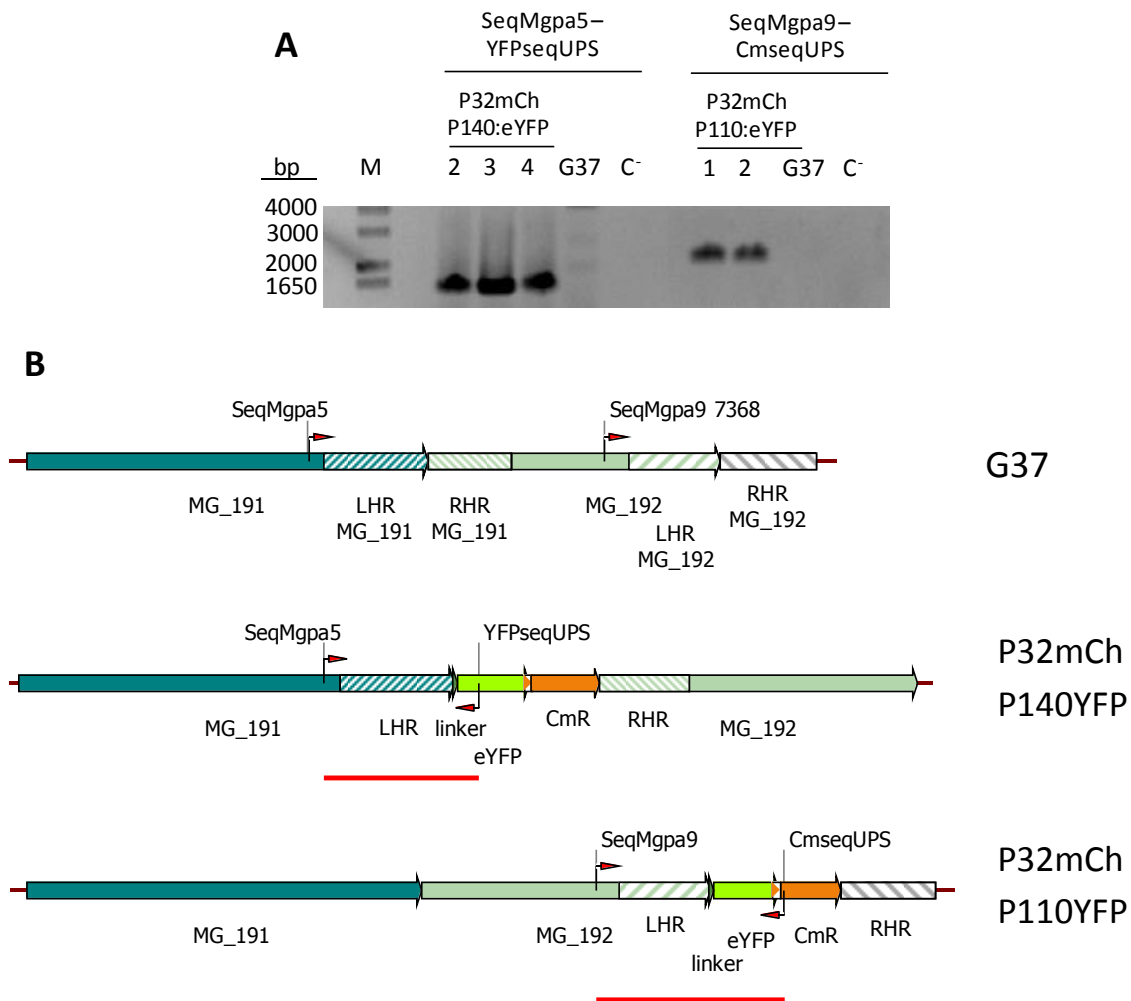 A
SeqMgpa5–
YFPseqUPS
SeqMgpa9–
CmseqUPS
P32mCh
P140:eYFP
P32mCh
P110:eYFP
bp M 2 3 4 G37 C- 1 2 G37 C-
4000
3000
2000
1650
B
SeqMgpa5 SeqMgpa9 7368
G37
MG_191 LHR
MG_191 RHR
MG_191 MG_192 LHR
MG_192 RHR
MG_192
SeqMgpa5 YFPseqUPS
P32mCh
P140YFP
MG_191 LHR linker eYFP CmR RHR MG_192
SeqMgpa9 CmseqUPS
P32mCh
P110YFP
MG_191 MG_192 LHR linker eYFP CmR RHR